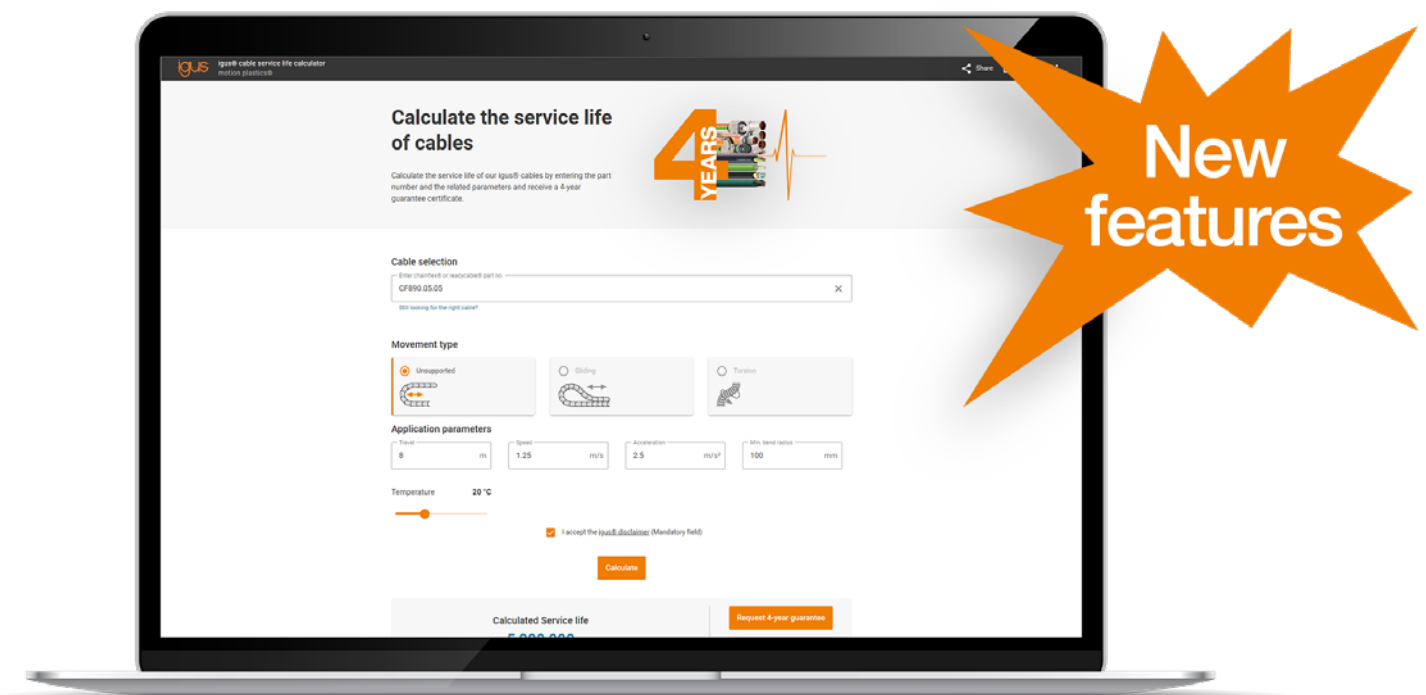 igus
igus® cable service life calculator
motion plastics®
Share
Calculate the service life
of cables
4
YEARS
Calculate the service life of our igus® cables by entering the part
number and the related parameters and receive a 4-year
guarantee certificate.
New
features
Cable selection
Enter chainflex® or readycable® part no.
CF890.05.05
Still looking for the right cable?
Movement type
Unsupported
Gliding
Torsion
Application parameters
Travel
8 m
Speed
1.25 m/s
Acceleration
2.5 m/s²
Min. bend radius
100 mm
Temperature 20 °C
I accept the igus® disclaimer (Mandatory field)
Calculate
Calculated Service life
Request 4-year guarantee